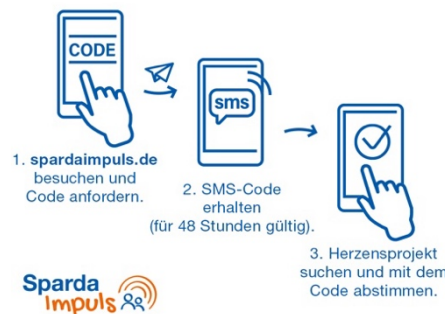 CODE
1. spardaimpuls.de
besuchen und
Code anfordern.
sms
2. SMS-Code
erhalten
(für 48 Stunden gültig).
3. Herzensprojekt
suchen und mit dem
Code abstimmen.
Sparda
Impuls